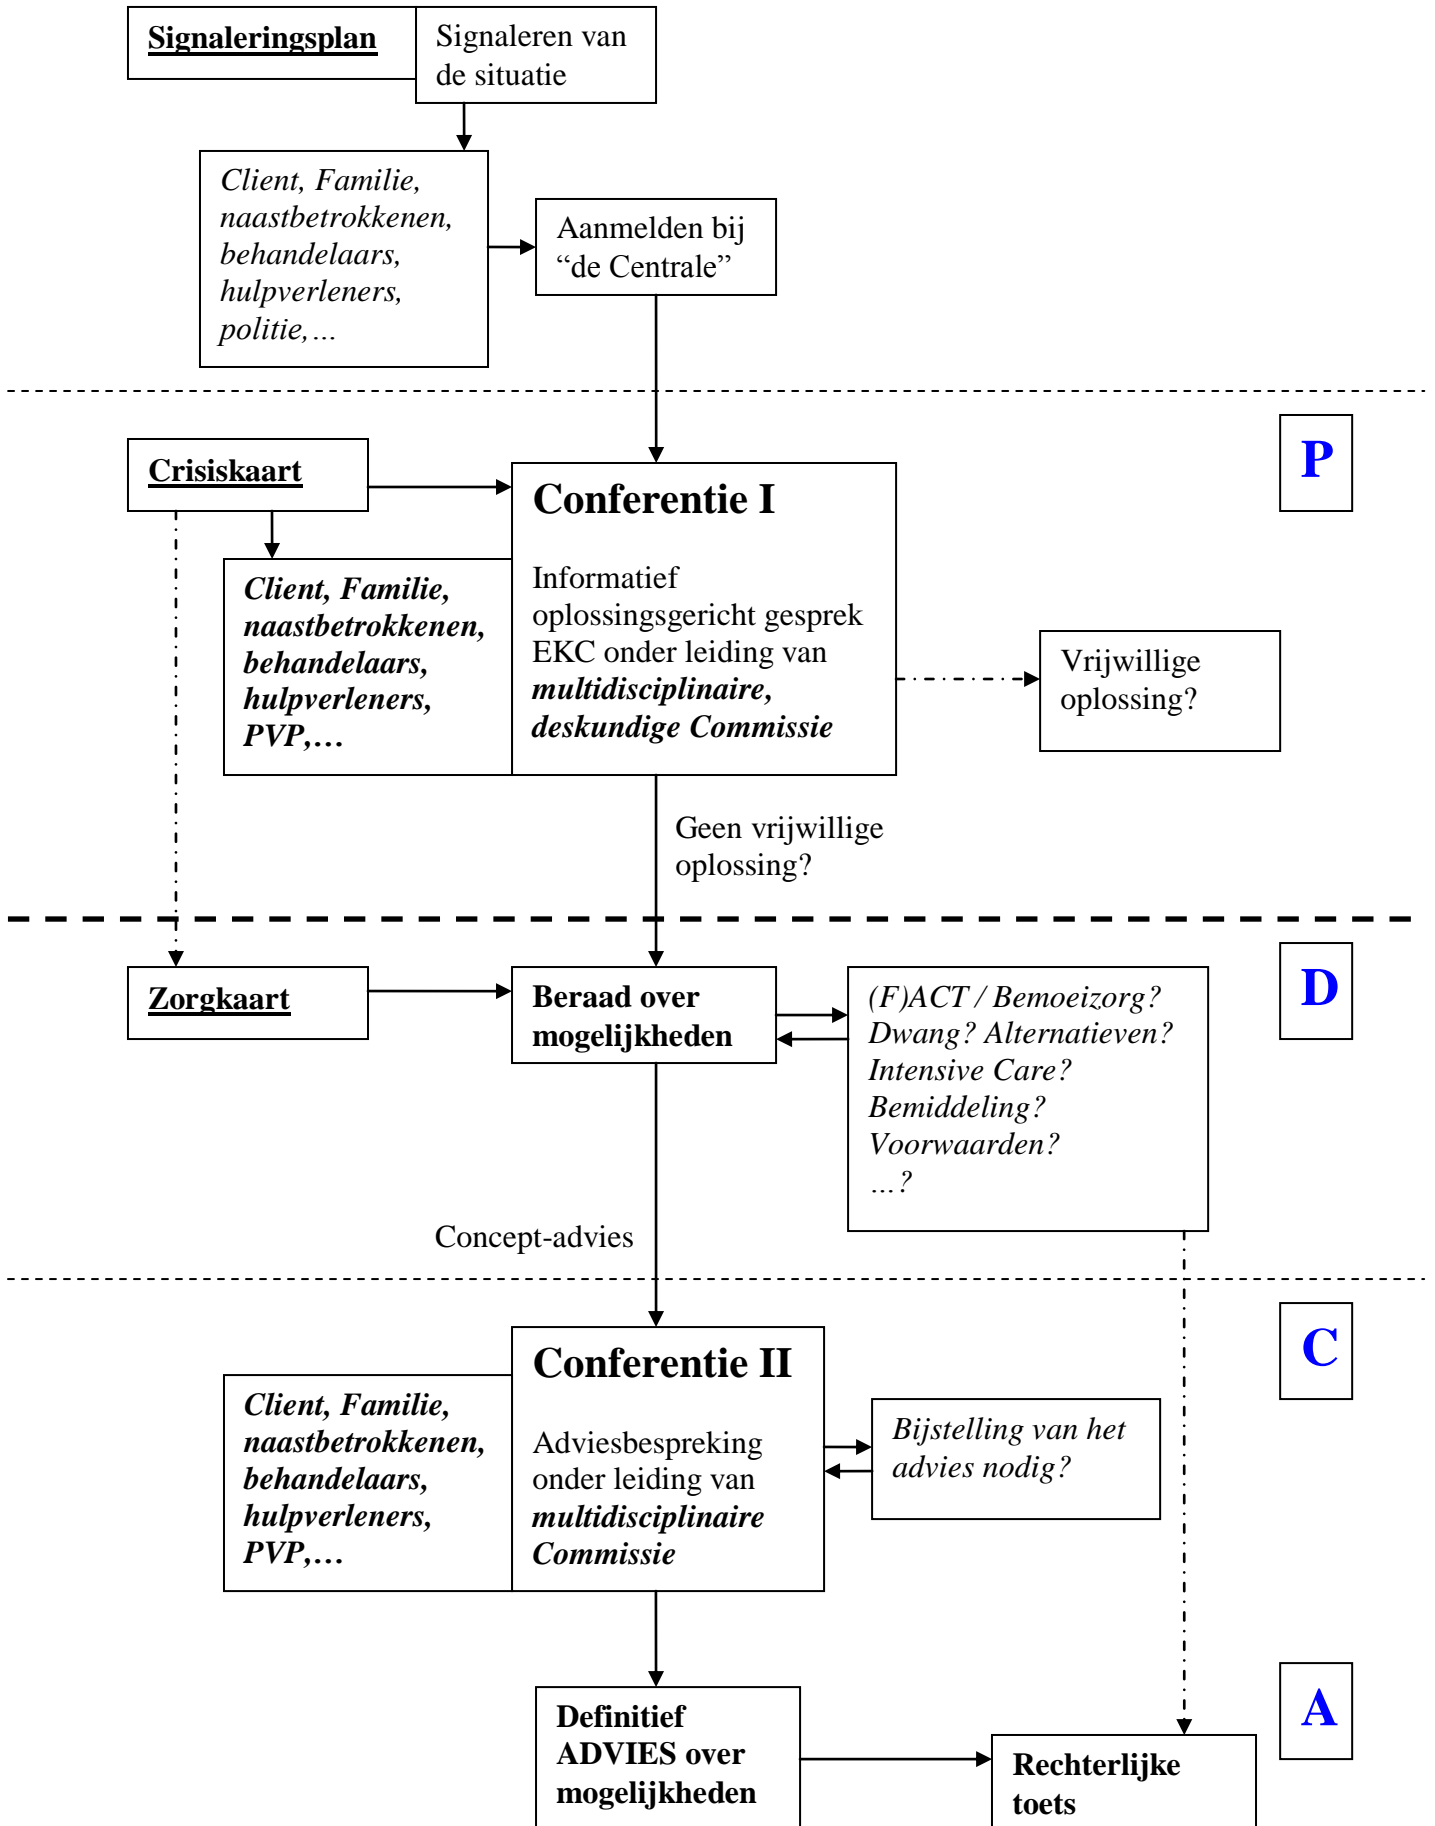 Signaleringsplan
Signaleren van
de situatie
Client, Familie,
naastbetrokkenen,
behandelaars,
hulpverleners,
politie,…
Aanmelden bij
“de Centrale”
P
Crisiskaart
Conferentie I
Informatief
oplossingsgericht gesprek
EKC onder leiding van
multidisciplinaire,
deskundige Commissie
Client, Familie,
naastbetrokkenen,
behandelaars,
hulpverleners,
PVP,…
Vrijwillige
oplossing?
Geen vrijwillige
oplossing?
D
Zorgkaart
Beraad over
mogelijkheden
(F)ACT / Bemoeizorg?
Dwang? Alternatieven?
Intensive Care?
Bemiddeling?
Voorwaarden?
…?
Concept-advies
C
Conferentie II
Adviesbespreking
onder leiding van
multidisciplinaire
Commissie
Client, Familie,
naastbetrokkenen,
behandelaars,
hulpverleners,
PVP,…
Bijstelling van het
advies nodig?
A
Definitief
ADVIES over
mogelijkheden
Rechterlijke
toets